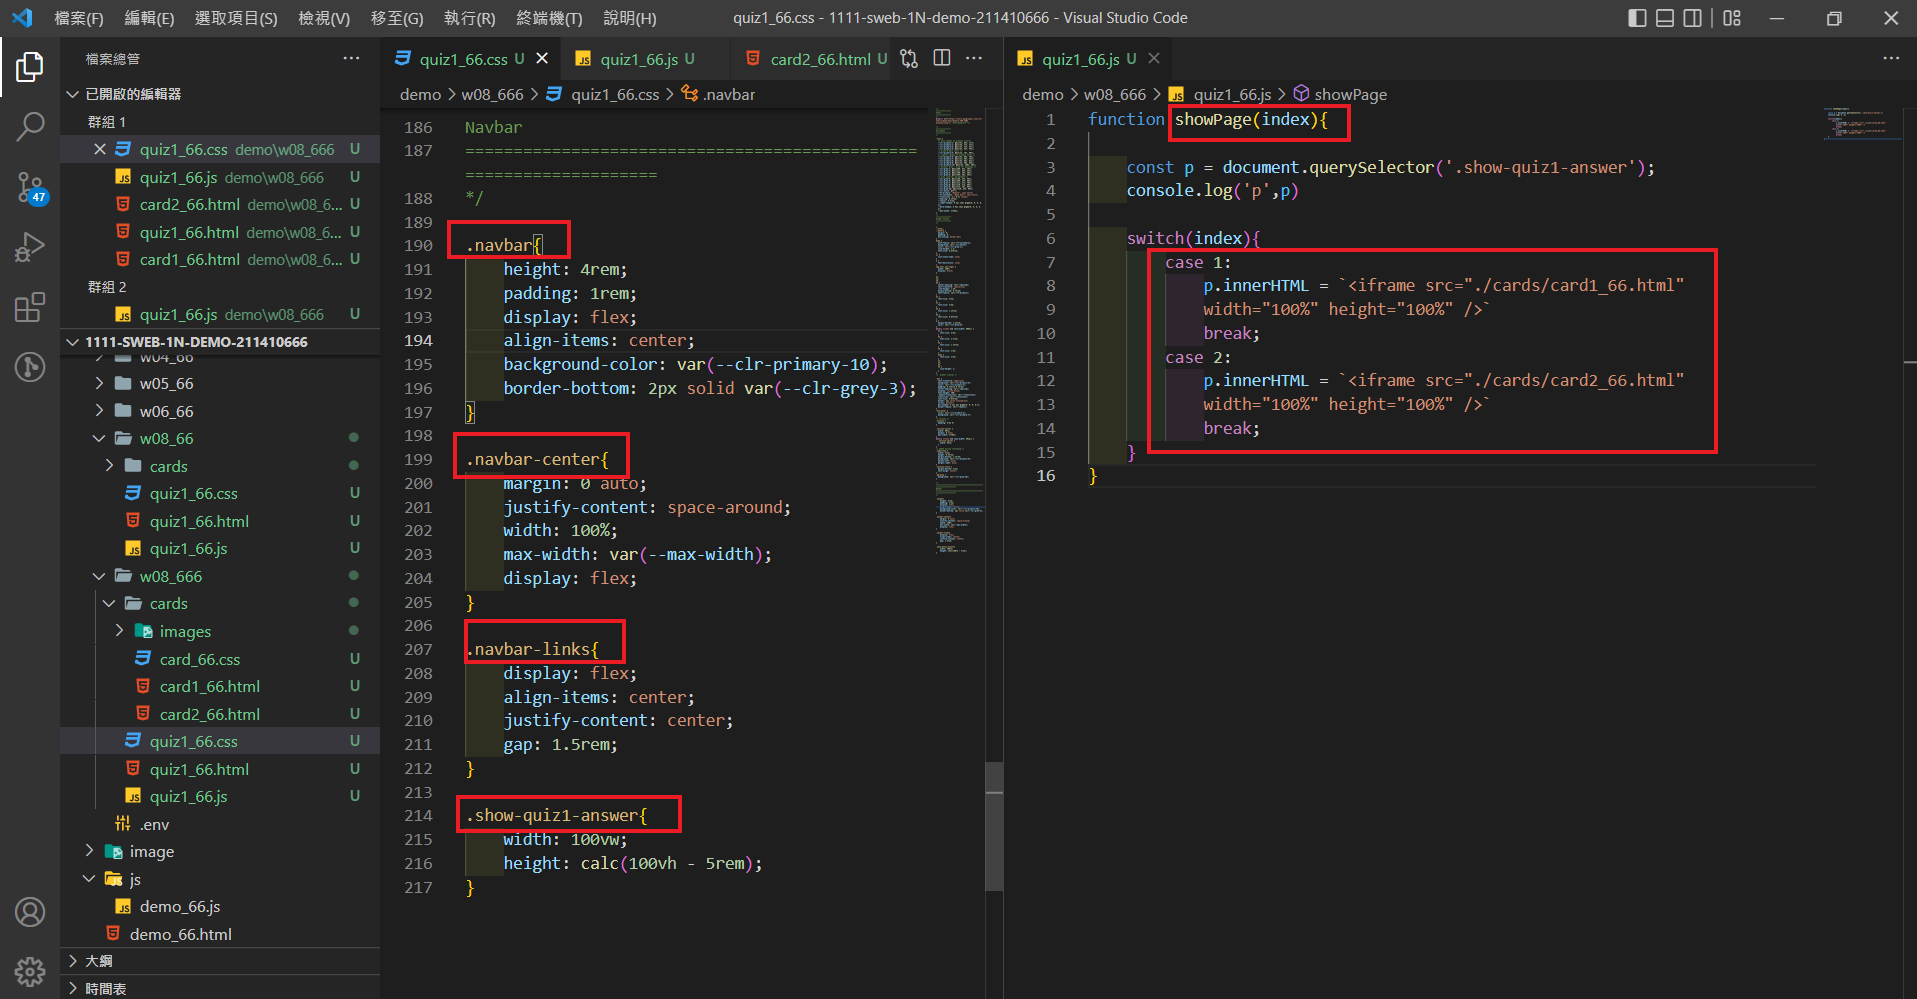 檔案(F) 編輯(E) 選取項目(S) 檢視(V) 移至(G) 執行(R) 終端機(T) 說明(H)
quiz1_66.css - 1111-sweb-1N-demo-211410666 - Visual Studio Code
檔案總管 ···
已開啟的編輯器
群組 1
quiz1_66.css demo\w08_666 U
quiz1_66.js demo\w08_666 U
card2_66.html demo\w08_6... U
quiz1_66.html demo\w08_6... U
card1_66.html demo\w08_6... U
群組 2
quiz1_66.js demo\w08_666 U
1111-SWEB-1N-DEMO-211410666
w04_66
w05_66
w06_66
w08_66
cards
quiz1_66.css U
quiz1_66.html U
quiz1_66.js U
w08_666
cards
images
card_66.css U
card1_66.html U
card2_66.html U
quiz1_66.css U
quiz1_66.html U
quiz1_66.js U
.env
image
js
demo_66.js
demo_66.html
大綱
時間表
47
quiz1_66.css U quiz1_66.js U card2_66.html U ···
demo > w08_666 > quiz1_66.css > .navbar
186 Navbar
187 ===============================================
====================
188 */
189
190 .navbar{
191 height: 4rem;
192 padding: 1rem;
193 display: flex;
194 align-items: center;
195 background-color: var(--clr-primary-10);
196 border-bottom: 2px solid var(--clr-grey-3);
197 }
198
199 .navbar-center{
200 margin: 0 auto;
201 justify-content: space-around;
202 width: 100%;
203 max-width: var(--max-width);
204 display: flex;
205 }
206
207 .navbar-links{
208 display: flex;
209 align-items: center;
210 justify-content: center;
211 gap: 1.5rem;
212 }
213
214 .show-quiz1-answer{
215 width: 100vw;
216 height: calc(100vh - 5rem);
217 }
quiz1_66.js U ···
demo > w08_666 > quiz1_66.js > showPage
1 function showPage(index){
2
3 const p = document.querySelector('.show-quiz1-answer');
4 console.log('p',p)
5
6 switch(index){
7 case 1:
8 p.innerHTML = `<iframe src="./cards/card1_66.html"
9 width="100%" height="100%" />`
10 break;
11 case 2:
12 p.innerHTML = `<iframe src="./cards/card2_66.html"
13 width="100%" height="100%" />`
14 break;
15 }
16 }